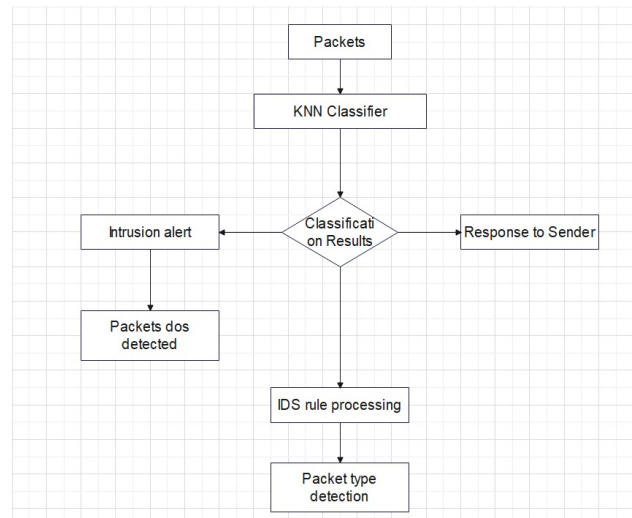 Packets
KNN Classifier
Classificati
on Results
Intrusion alert
Response to Sender
Packets dos
detected
IDS rule processing
Packet type
detection